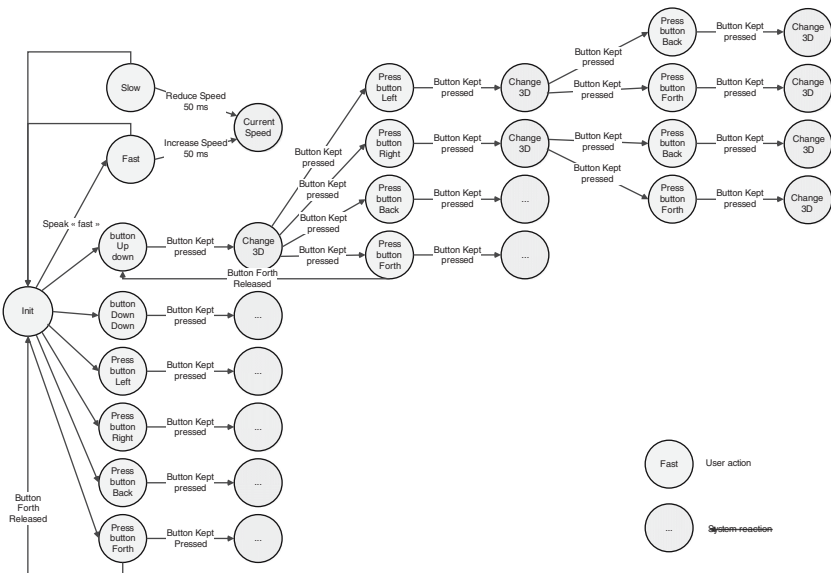 Press
button
Back
Button Kept
pressed
Change
3D
Button Kept
pressed
Slow
Reduce Speed
50 ms
Current
Speed
Press
button
Left
Button Kept
pressed
Change
3D
Button Kept
pressed
Press
button
Forth
Button Kept
pressed
Change
3D
Fast
Increase Speed
50 ms
Button Kept
pressed
Press
button
Right
Button Kept
pressed
Change
3D
Button Kept
pressed
Press
button
Back
Button Kept
pressed
Change
3D
Button Kept
pressed
Press
button
Back
Button Kept
pressed
...
Button Kept
pressed
Press
button
Forth
Button Kept
pressed
Change
3D
Speak « fast »
button
Up
down
Button Kept
pressed
Change
3D
Button Kept
pressed
Button Kept
pressed
Press
button
Forth
Button Kept
pressed
...
Button Forth
Released
Init
button
Down
Down
Button Kept
pressed
...
Press
button
Left
Button Kept
pressed
...
Press
button
Right
Button Kept
pressed
...
Press
button
Back
Button Kept
pressed
...
Button
Forth
Released
Press
button
Forth
Button Kept
Pressed
...
Fast
User action
...
System reaction